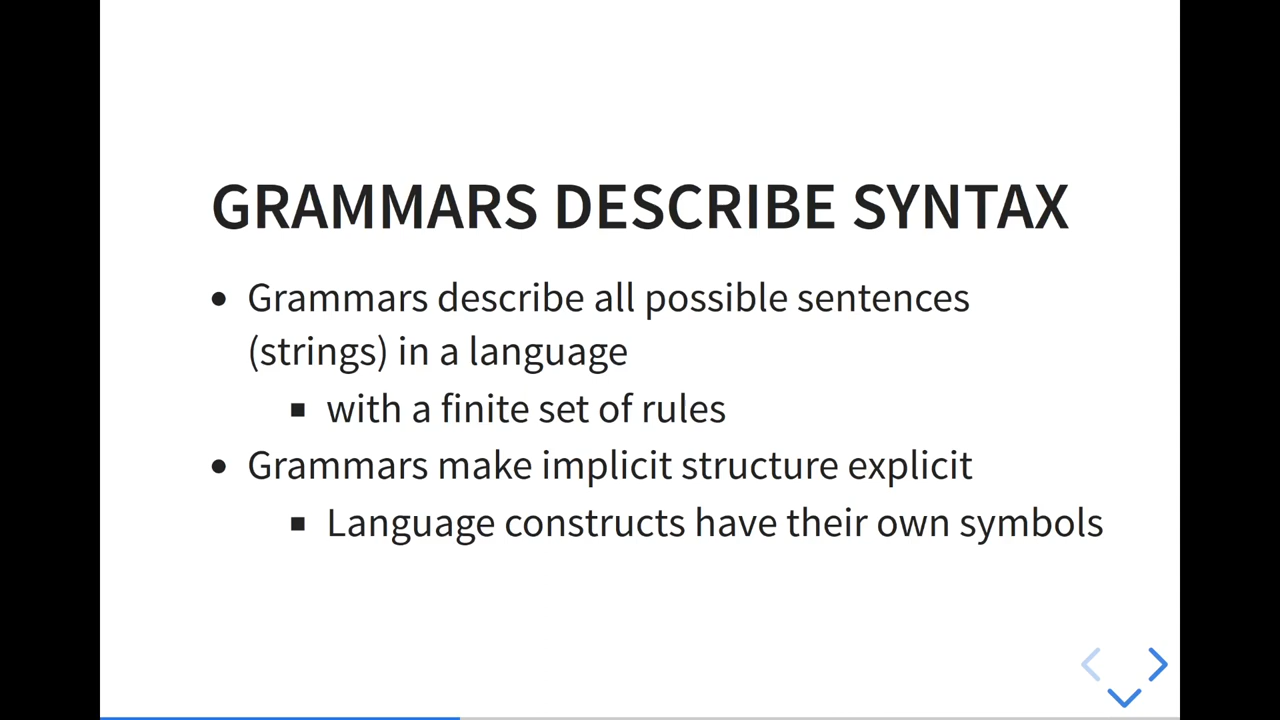 GRAMMARS DESCRIBE SYNTAX
Grammars describe all possible sentences
(strings) in a language
with a finite set of rules
Grammars make implicit structure explicit
Language constructs have their own symbols